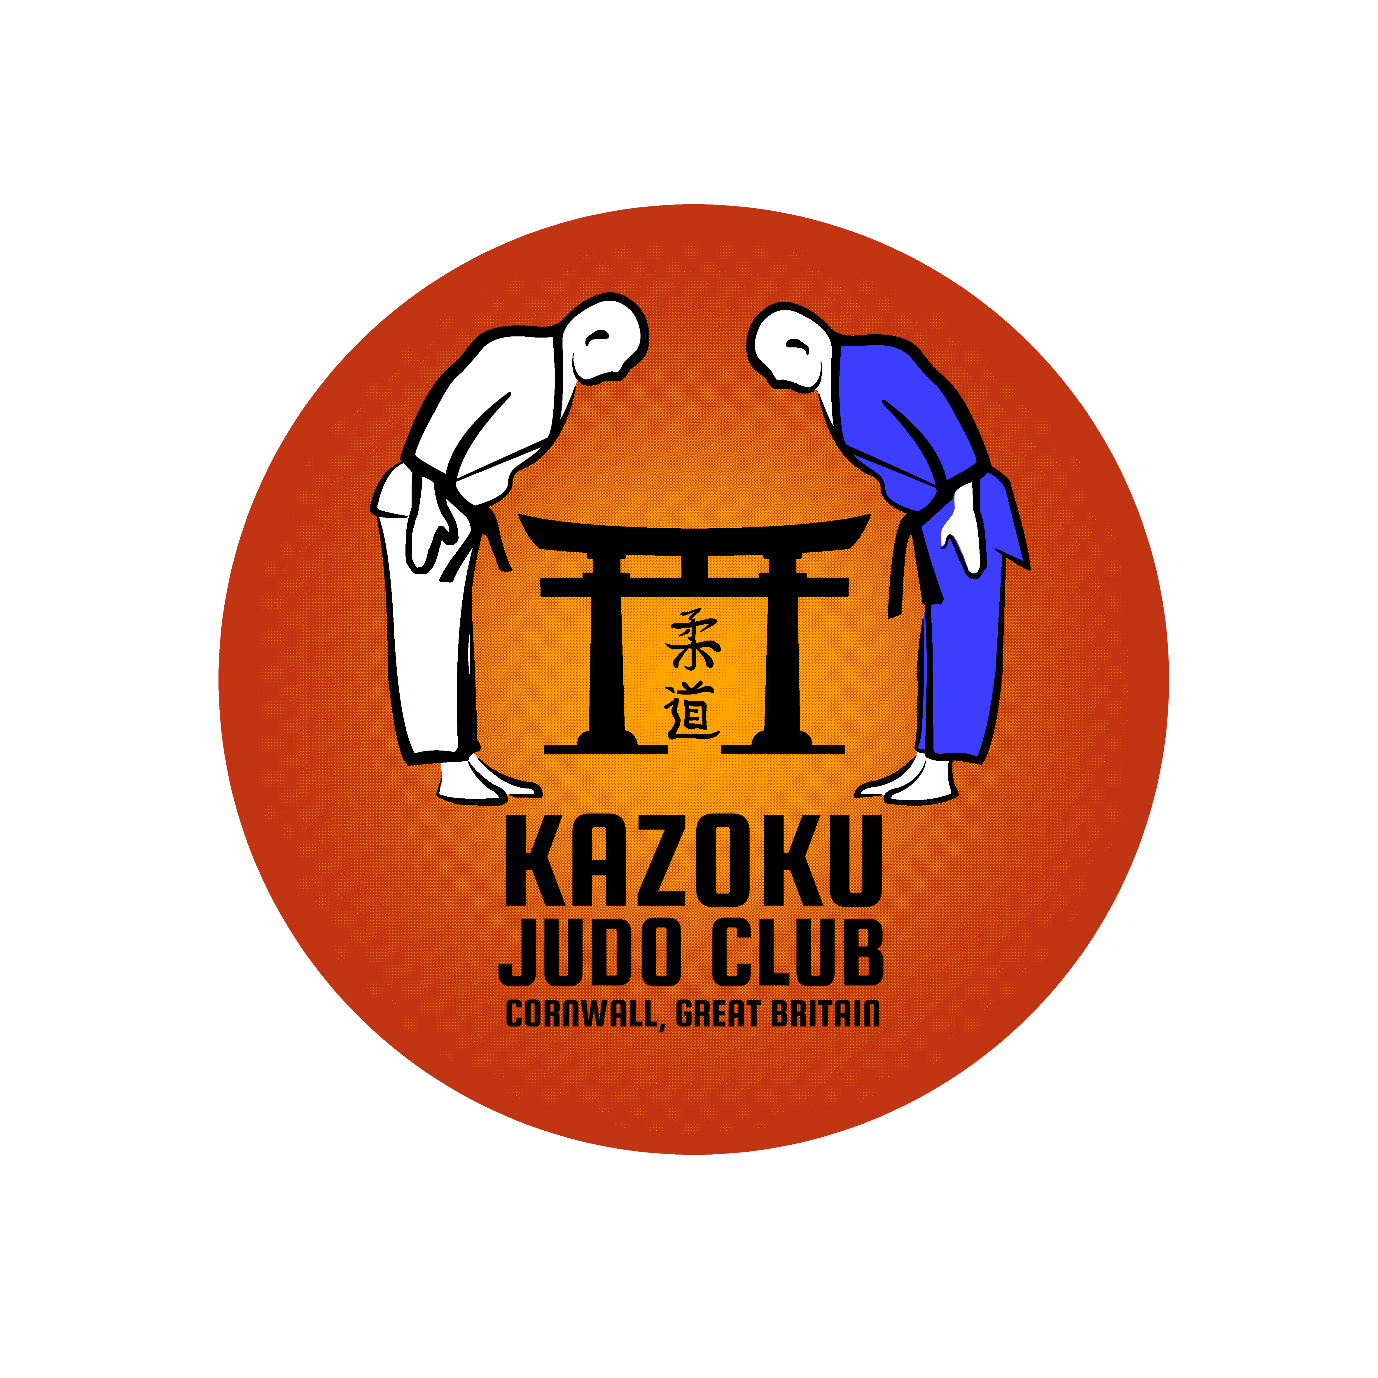 柔
道
KAZOKU
JUDO CLUB
CORNWALL, GREAT BRITAIN